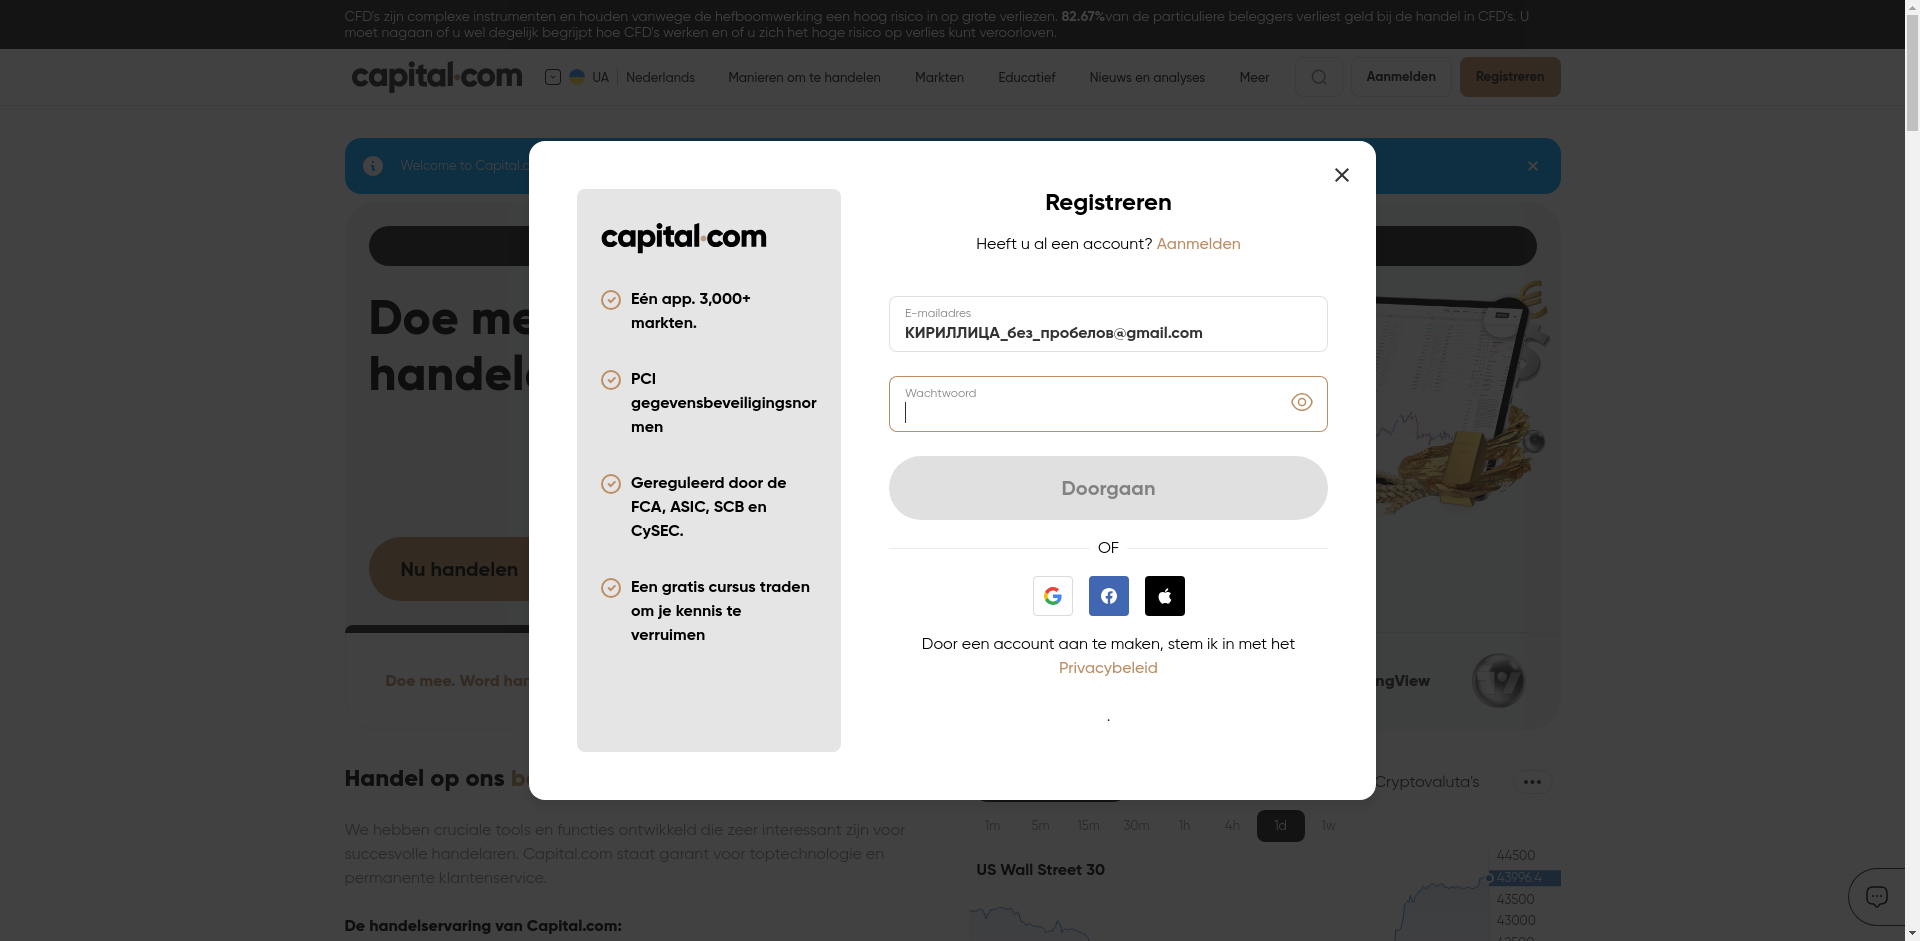 CFD's zijn complexe instrumenten en houden vanwege de hefboomwerking een hoog risico in op grote verliezen. 82.67%van de particuliere beleggers verliest geld bij de handel in CFD's. U
moet nagaan of u wel degelijk begrijpt hoe CFD's werken en of u zich het hoge risico op verlies kunt veroorloven.
capital.com
UA
Nederlands
Manieren om te handelen
Markten
Educatief
Nieuws en analyses
Meer
Aanmelden
Registreren
Welcome to Capital.c
Registreren
Heeft u al een account? Aanmelden
capital.com
Eén app. 3,000+
markten.
PCI
gegevensbeveiligingsnor
men
Gereguleerd door de
FCA, ASIC, SCB en
CySEC.
Een gratis cursus traden
om je kennis te
verruimen
E-mailadres
КИРИЛЛИЦА_без_пробелов@gmail.com
Wachtwoord
Doorgaan
OF
Door een account aan te maken, stem ik in met het
Privacybeleid
.
Doe me
handel
Nu handelen
Doe mee. Word har
ngView
Handel op ons
We hebben cruciale tools en functies ontwikkeld die zeer interessant zijn voor
succesvolle handelaren. Capital.com staat garant voor toptechnologie en
permanente klantenservice.
De handelservaring van Capital.com:
Cryptovaluta's
1m 5m 15m 30m 1h 4h 1d 1w
US Wall Street 30
44500
43996.4
43500
43000